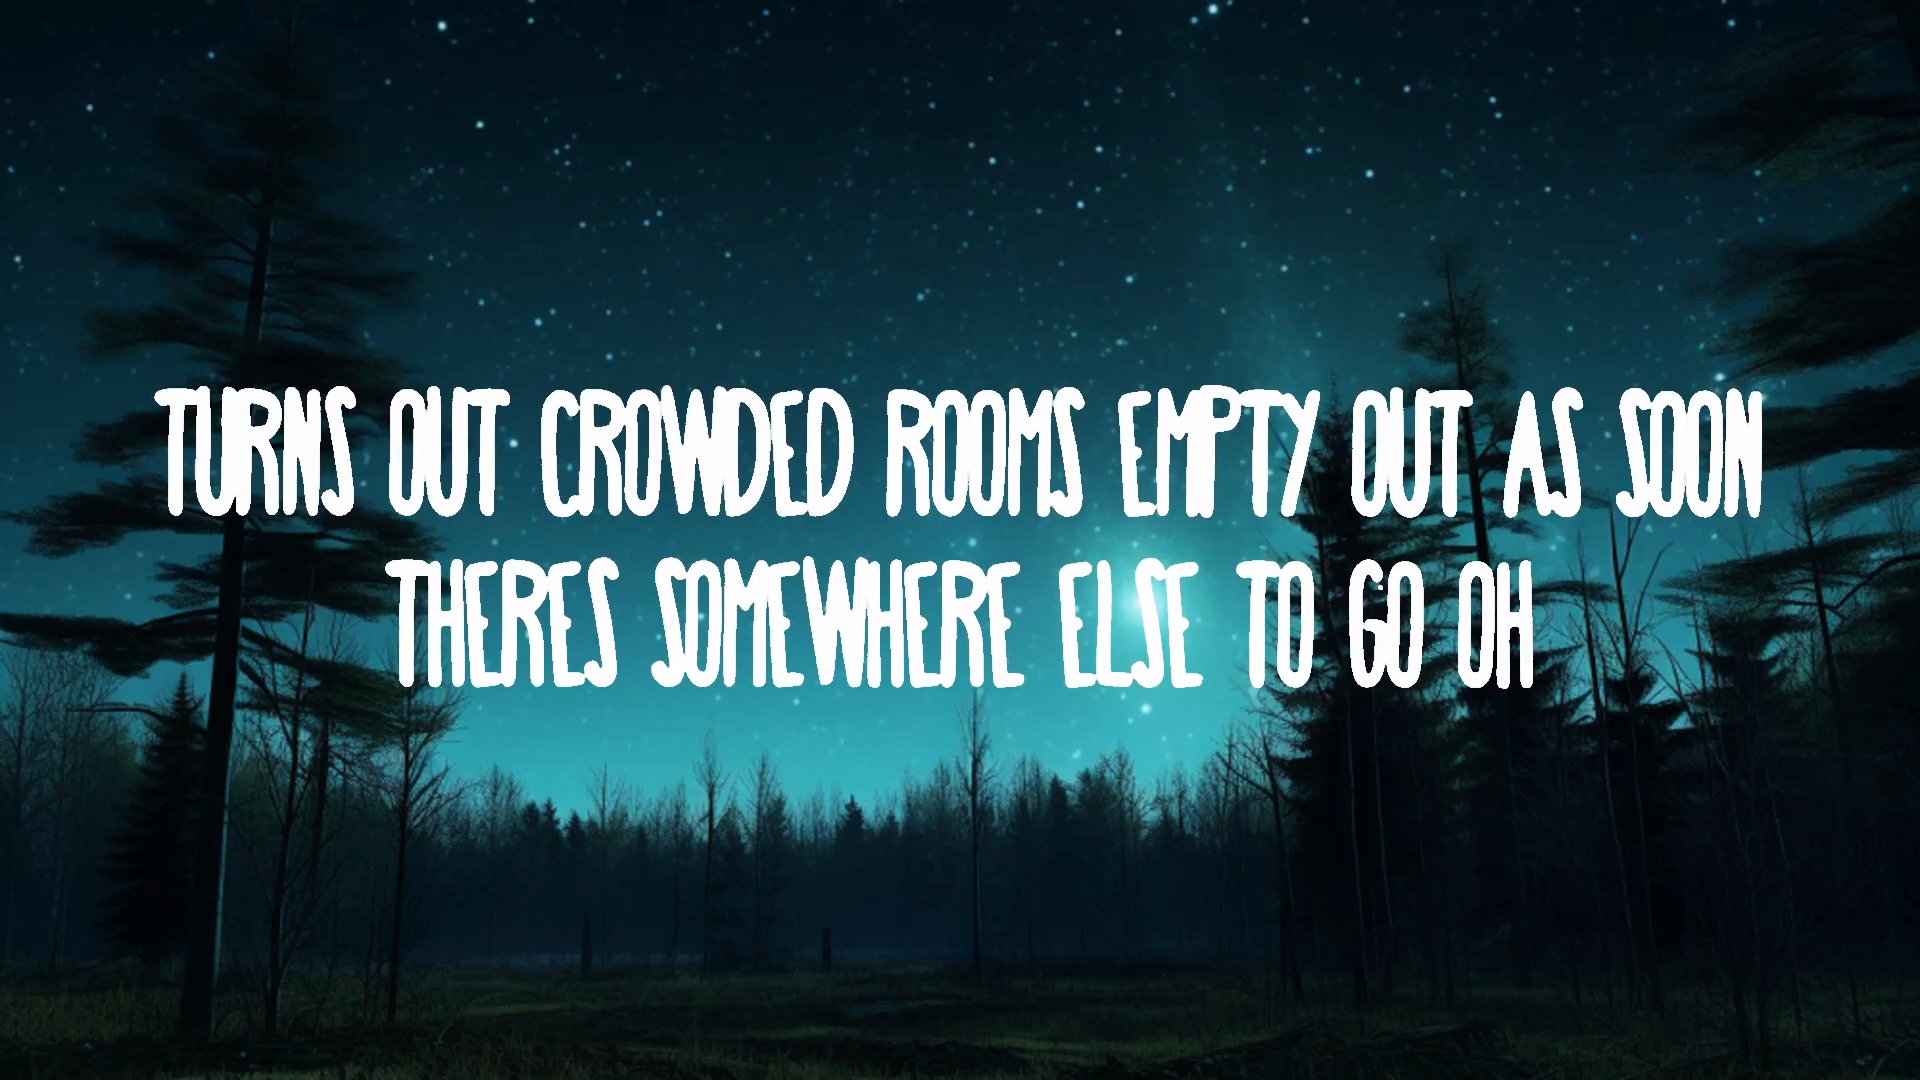 TURNS OUT CROWDED ROOMS EMPTY OUT AS SOON
THERES SOMEWHERE ELSE TO GO OH